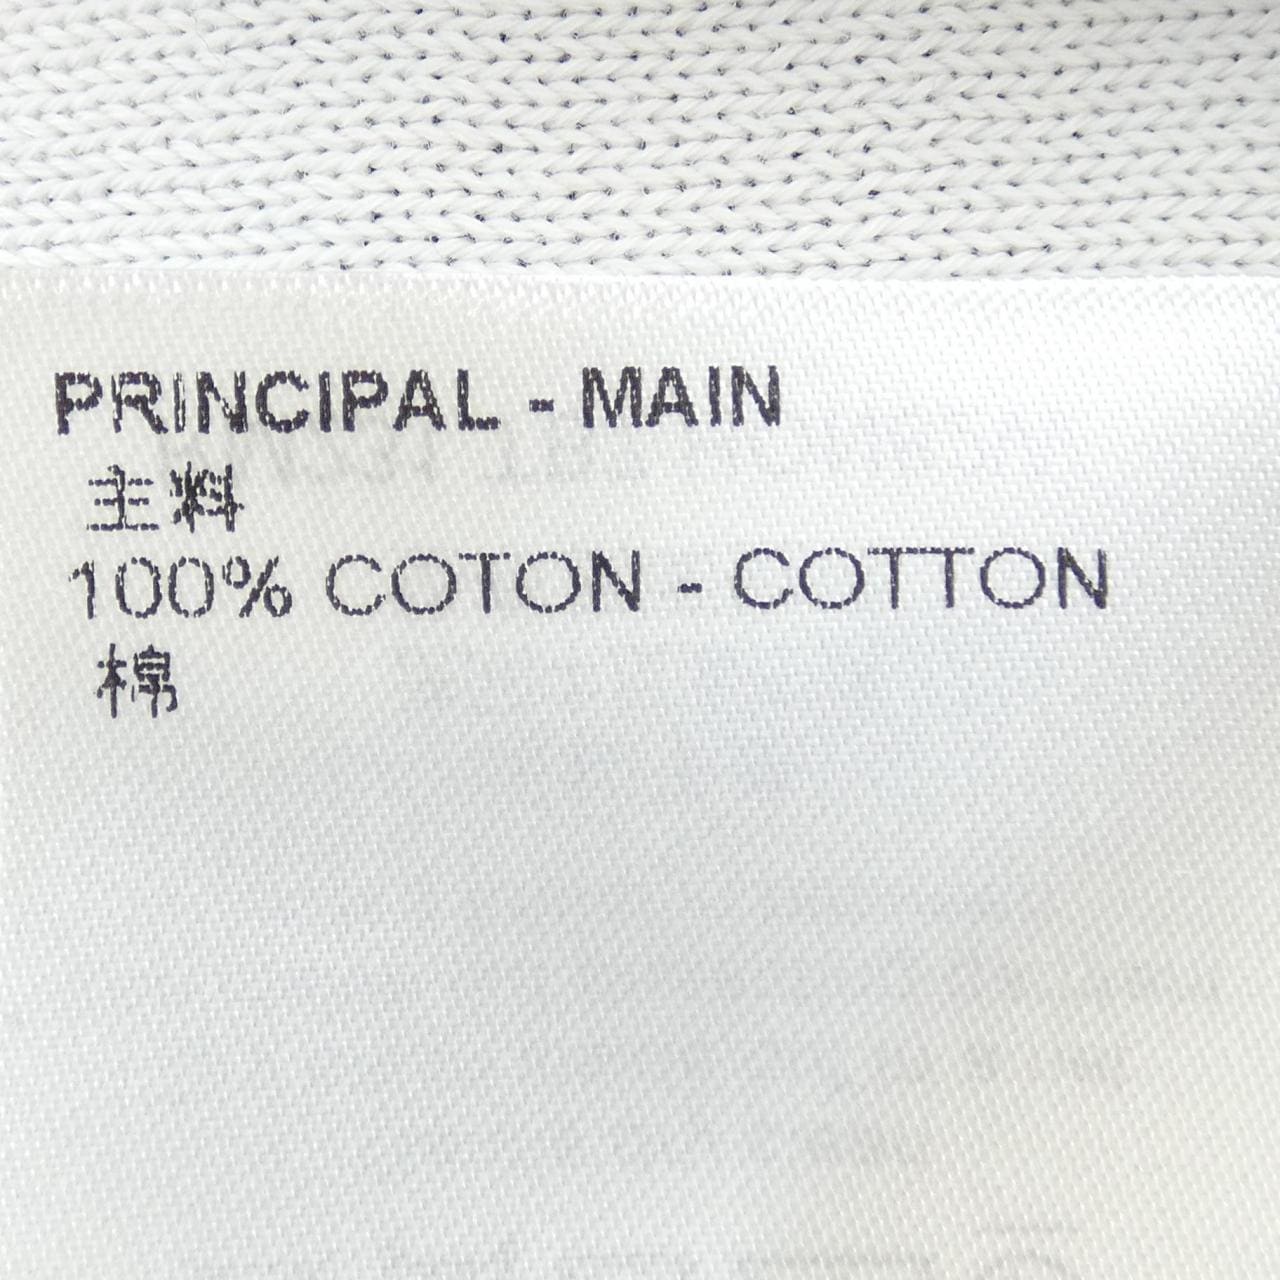 PRINCIPAL - MAIN
主料
100% COTON - COTTON
棉